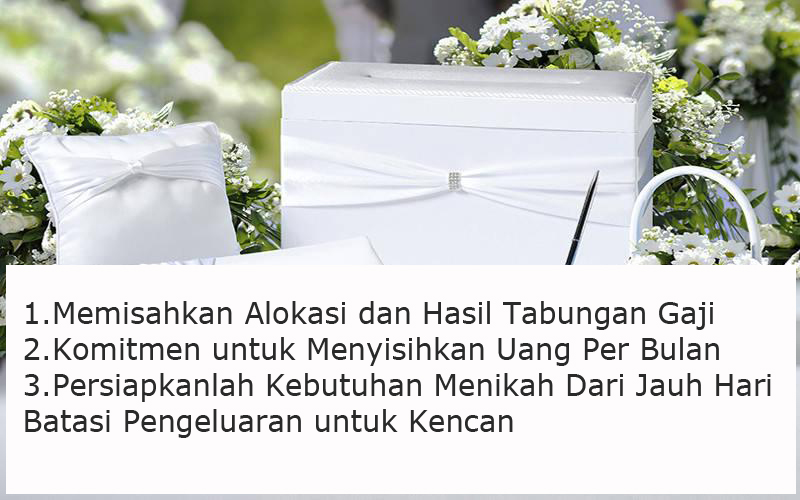 1.Memisahkan Alokasi dan Hasil Tabungan Gaji
2.Komitmen untuk Menyisihkan Uang Per Bulan
3.Persiapkanlah Kebutuhan Menikah Dari Jauh Hari
Batasi Pengeluaran untuk Kencan